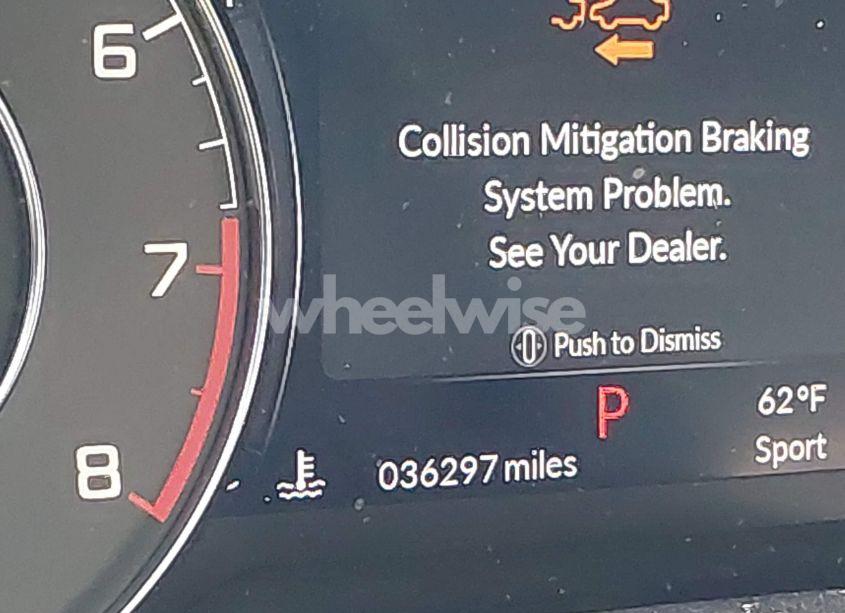 6
Collision Mitigation Braking
System Problem.
See Your Dealer.
7
wheelwise
Push to Dismiss
P
62°F
8
036297 miles
Sport